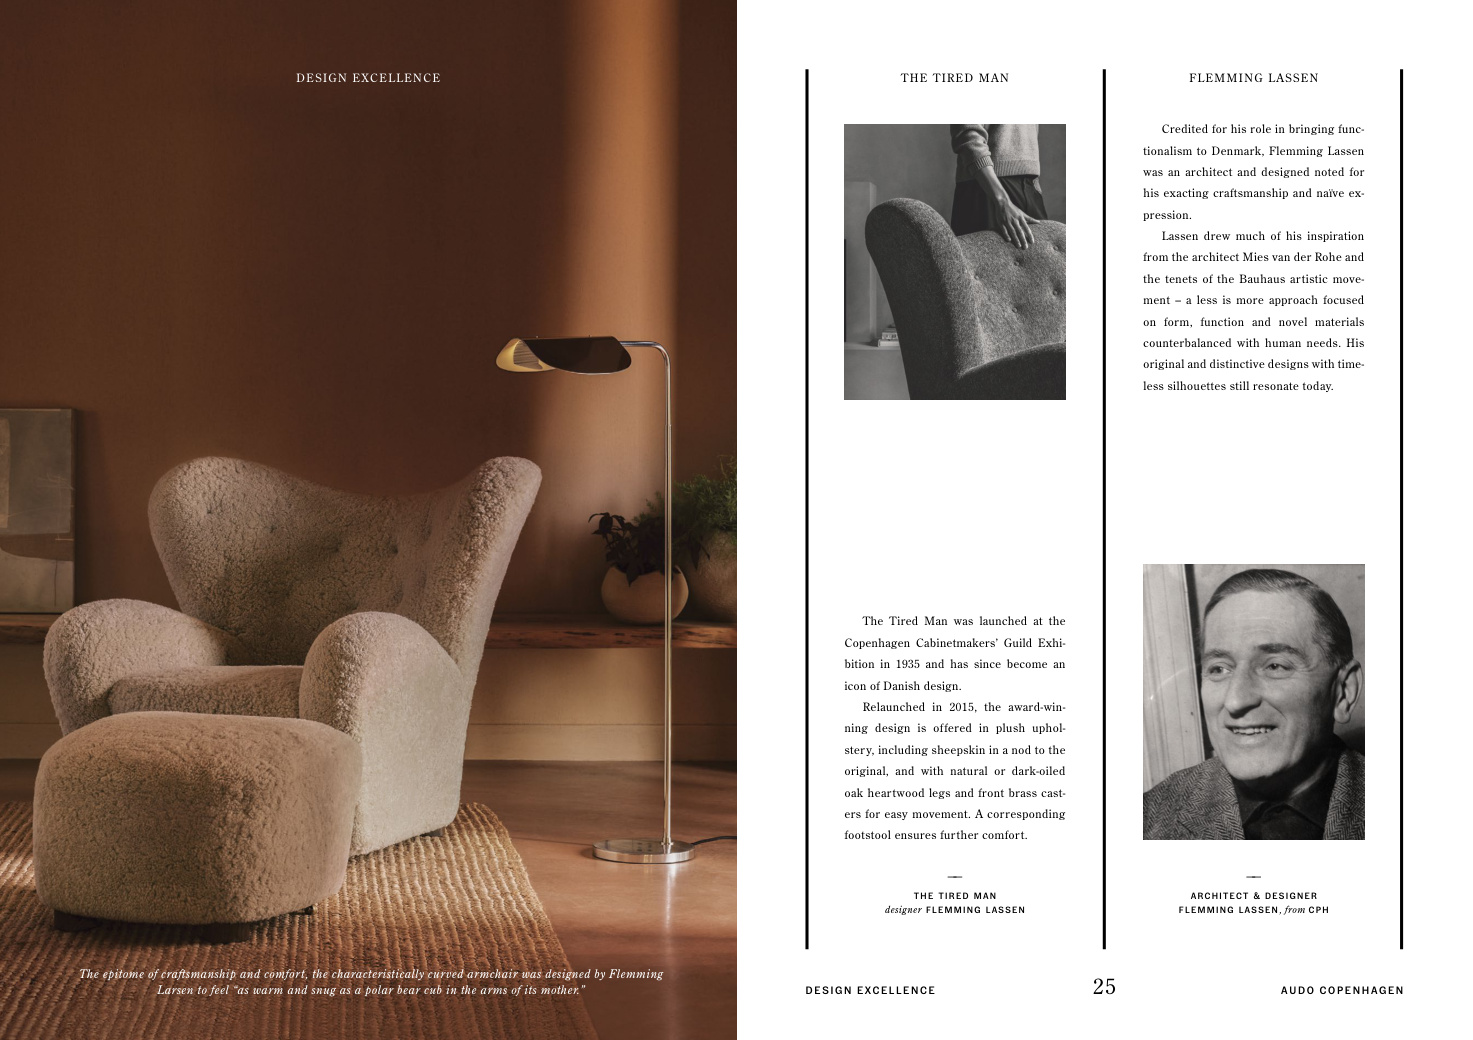 DESIGN EXCELLENCE
The epitome of craftsmanship and comfort, the characteristically curved armchair was designed by Flemming
Larsen to feel “as warm and snug as a polar bear cub in the arms of its mother.”
THE TIRED MAN
The Tired Man was launched at the
Copenhagen Cabinetmakers’ Guild Exhi-
bition in 1935 and has since become an
icon of Danish design.
Relaunched in 2015, the award-win-
ning design is offered in plush uphol-
stery, including sheepskin in a nod to the
original, and with natural or dark-oiled
oak heartwood legs and front brass cast-
ers for easy movement. A corresponding
footstool ensures further comfort.
—
THE TIRED MAN
designer FLEMMING LASSEN
FLEMMING LASSEN
Credited for his role in bringing func-
tionalism to Denmark, Flemming Lassen
was an architect and designed noted for
his exacting craftsmanship and naïve ex-
pression.
Lassen drew much of his inspiration
from the architect Mies van der Rohe and
the tenets of the Bauhaus artistic move-
ment – a less is more approach focused
on form, function and novel materials
counterbalanced with human needs. His
original and distinctive designs with time-
less silhouettes still resonate today.
—
ARCHITECT & DESIGNER
FLEMMING LASSEN, from CPH
DESIGN EXCELLENCE
25
AUDO COPENHAGEN